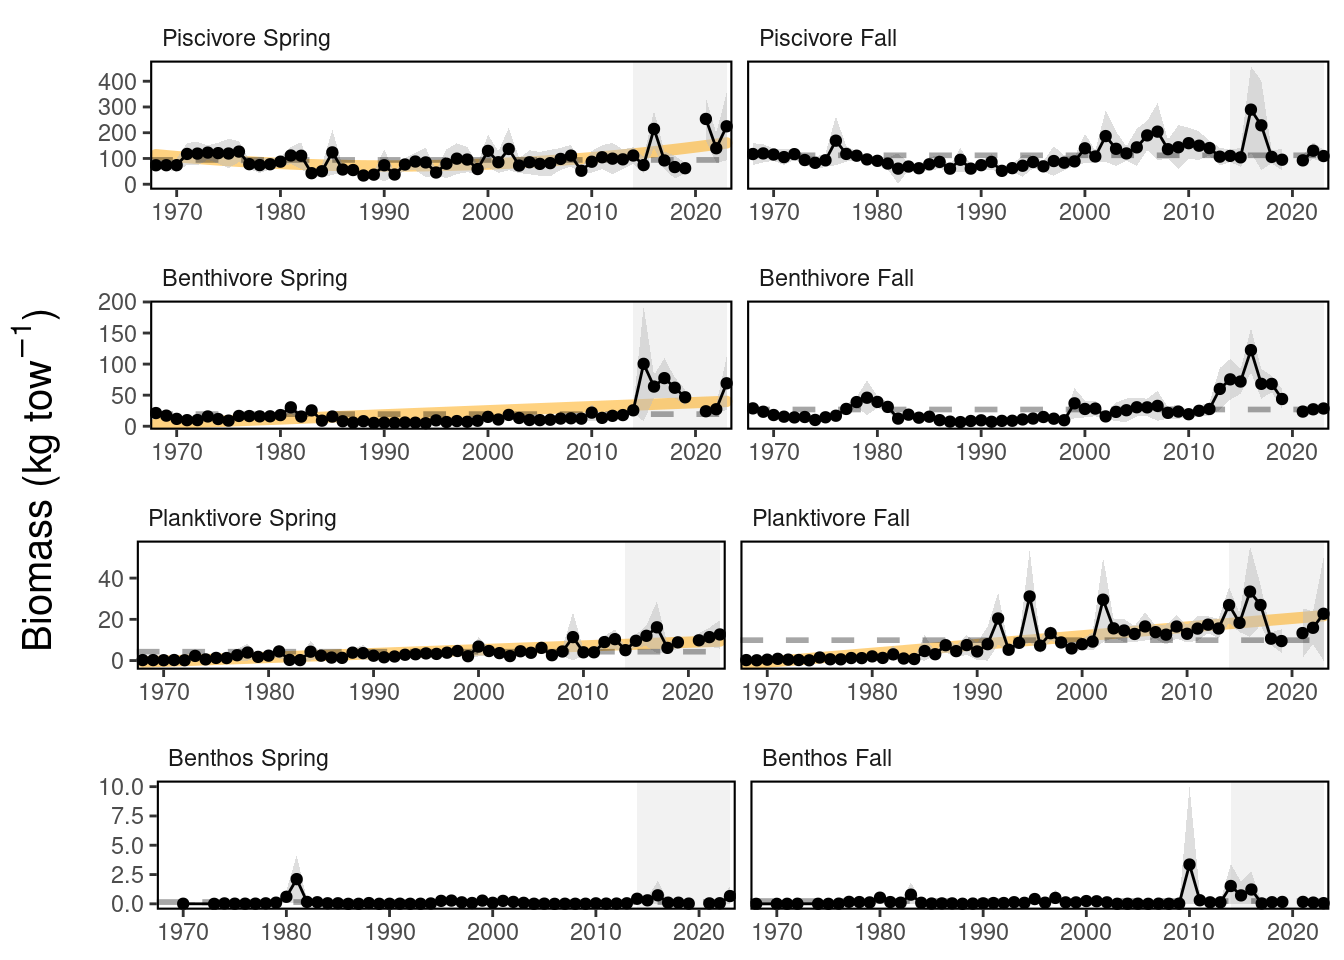 Piscivore Spring
Piscivore Fall
400
300
200
100
0
1970 1980 1990 2000 2010 2020
1970 1980 1990 2000 2010 2020
Benthivore Spring
Benthivore Fall
200
150
100
50
0
1970 1980 1990 2000 2010 2020
1970 1980 1990 2000 2010 2020
Biomass (kg tow⁻¹)
Planktivore Spring
Planktivore Fall
40
20
0
1970 1980 1990 2000 2010 2020
1970 1980 1990 2000 2010 2020
Benthos Spring
Benthos Fall
10.0
7.5
5.0
2.5
0.0
1970 1980 1990 2000 2010 2020
1970 1980 1990 2000 2010 2020